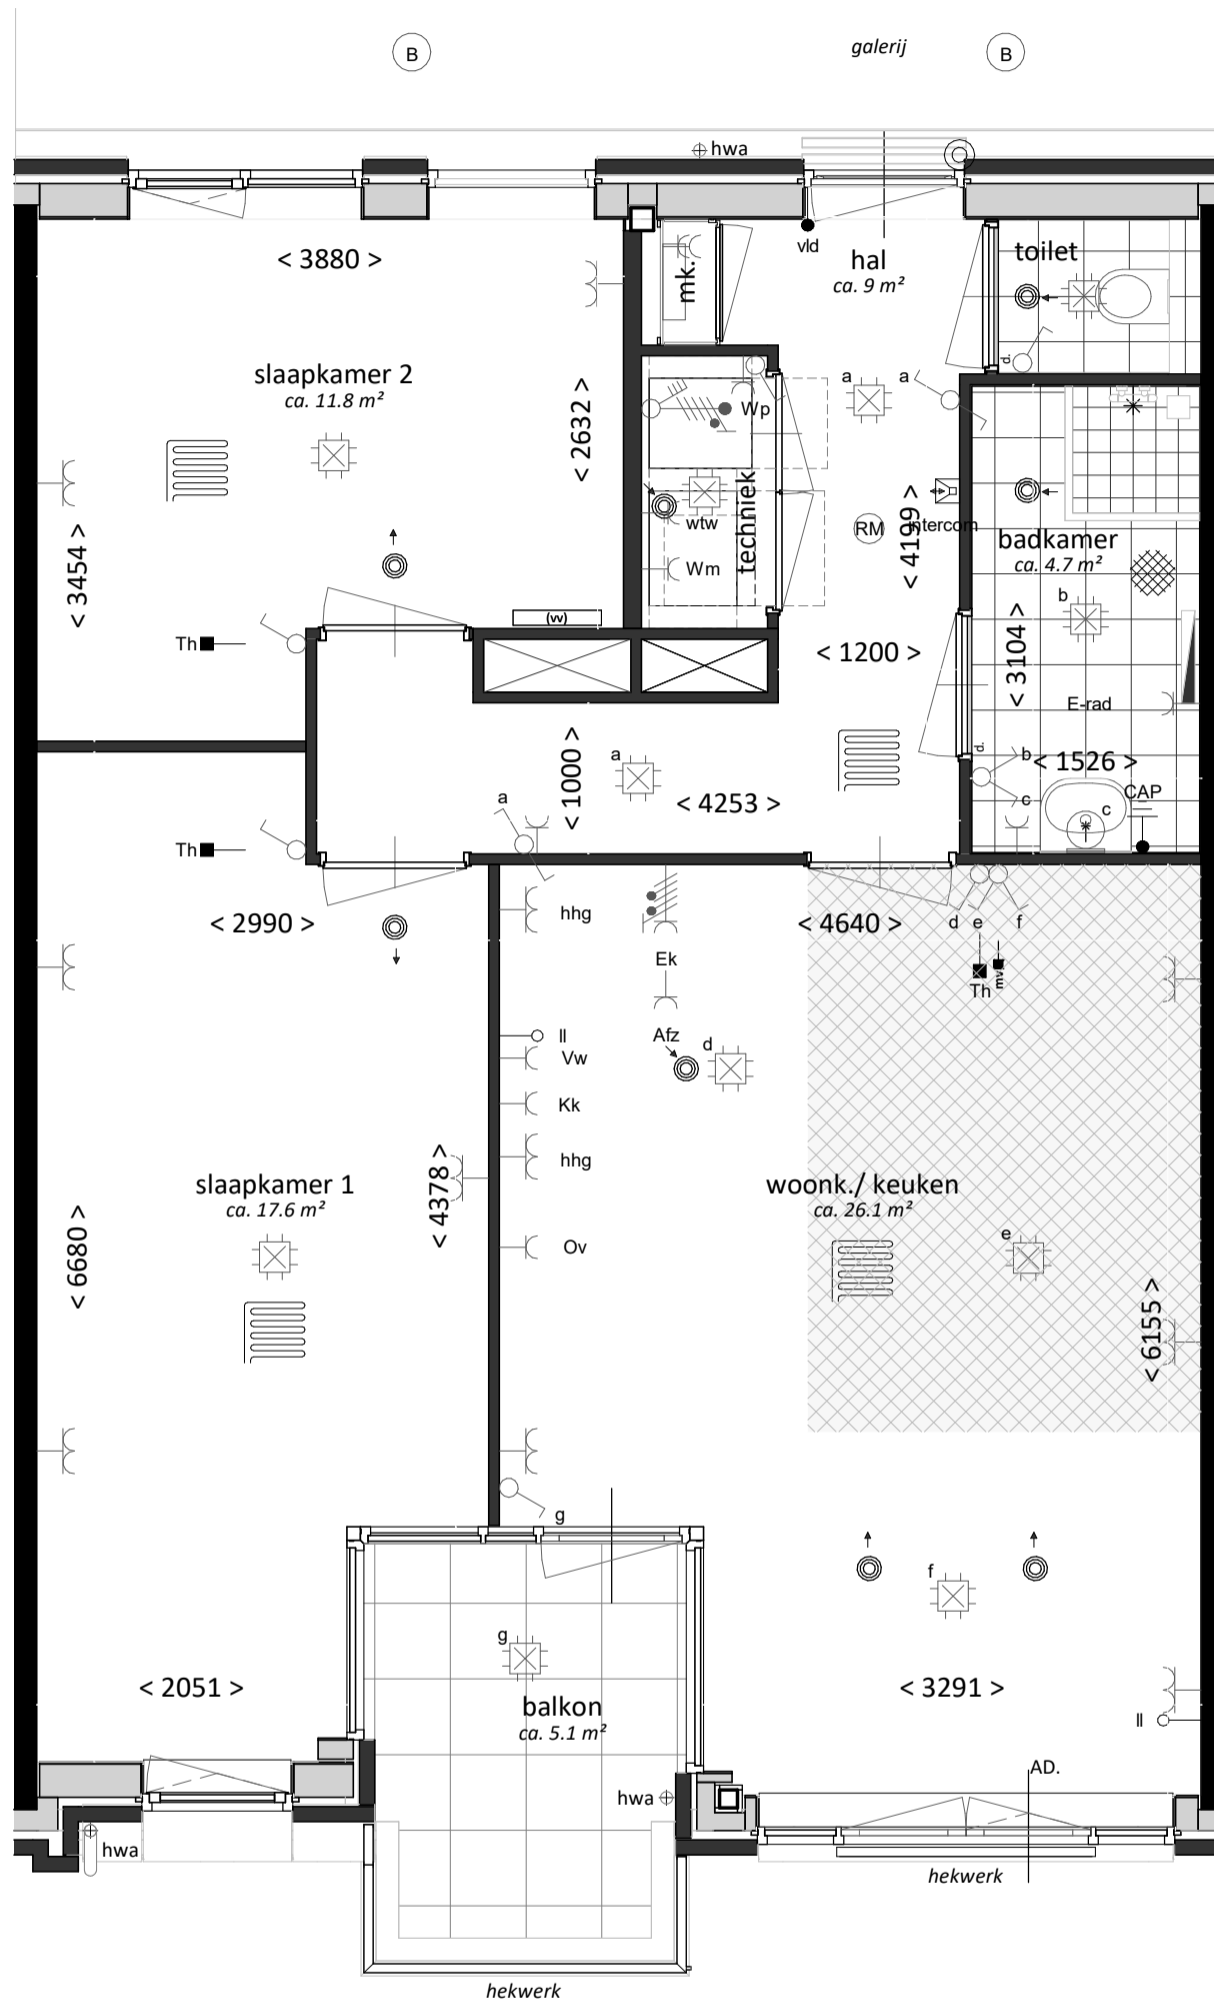 B
galerij
B
hwa
vld
< 3880 >
mk.
hal
ca. 9 m²
toilet
d.
slaapkamer 2
ca. 11.8 m²
< 2632 >
a
a
Wp
techniek
wtw
Wm
RM
< 4199 >
intercom
badkamer
ca. 4.7 m²
b
< 3454 >
(vv)
Th
< 1200 >
< 3104 >
E-rad
d.
b
< 1526 >
c
CAP
c
a
< 1000 >
< 4253 >
a
Th
< 2990 >
hhg
< 4640 >
d
e
f
Ek
Th
mv
II
Afz
d
Vw
Kk
hhg
< 4378 >
slaapkamer 1
ca. 17.6 m²
woonk./ keuken
ca. 26.1 m²
< 6680 >
Ov
e
< 6155 >
g
f
g
< 2051 >
balkon
ca. 5.1 m²
< 3291 >
II
AD.
hwa
hwa
hekwerk
hekwerk